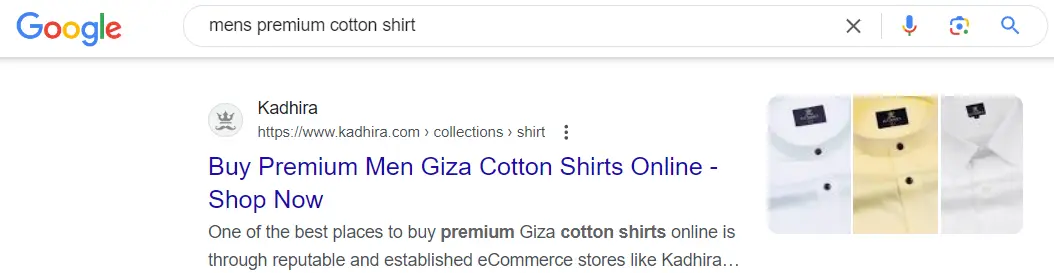 Google
mens premium cotton shirt
Kadhira
https://www.kadhira.com › collections › shirt
Buy Premium Men Giza Cotton Shirts Online -
Shop Now
One of the best places to buy premium Giza cotton shirts online is
through reputable and established eCommerce stores like Kadhira…